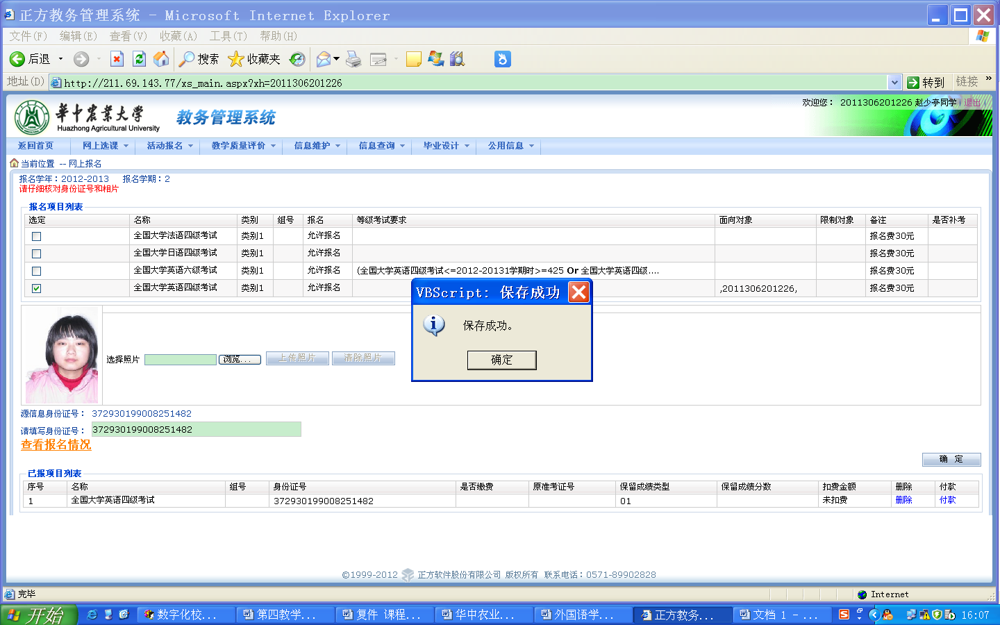 正方教务管理系统 - Microsoft Internet Explorer
文件(F) 编辑(E) 查看(V) 收藏(A) 工具(T) 帮助(H)
后退 搜索 收藏夹
地址(D) http://211.69.143.77/xs_main.aspx?xh=2011306201226 转到 链接 »
华中农业大学 教务管理系统 欢迎您： 2011306201226 赵少亭同学 退出
Huazhong Agricultural University
返回首页 网上选课 活动报名 教学质量评价 信息维护 信息查询 毕业设计 公用信息
当前位置 -- 网上报名
报名学年：2012-2013 报名学期：2
请仔细核对身份证号和相片
报名项目列表
选定 名称 类别 组号 报名 等级考试要求 面向对象 限制对象 备注 是否补考
全国大学法语四级考试 类别1 允许报名 报名费30元
全国大学日语四级考试 类别1 允许报名 报名费30元
全国大学英语六级考试 类别1 允许报名 (全国大学英语四级考试<=2012-20131学期时>=425 Or 全国大学英语四级.... 报名费30元
全国大学英语四级考试 类别1 允许报名 ,2011306201226, 报名费30元
VBScript: 保存成功
保存成功。
确定
选择照片 浏览... 上传照片 清除照片
源信息身份证号： 372930199008251482
请填写身份证号： 372930199008251482
查看报名情况
确 定
已报项目列表
序号 名称 组号 身份证号 是否缴费 原准考证号 保留成绩类型 保留成绩分数 扣费金额 删除 付款
1 全国大学英语四级考试 372930199008251482 01 未扣费 删除 付款
©1999-2012 正方软件股份有限公司 版权所有 联系电话：0571-89902828
完毕 Internet
开始 数字化校... 第四教学... 复件 课程... 华中农业... 外国语学... 正方教务... 文档 1 - ... 16:07